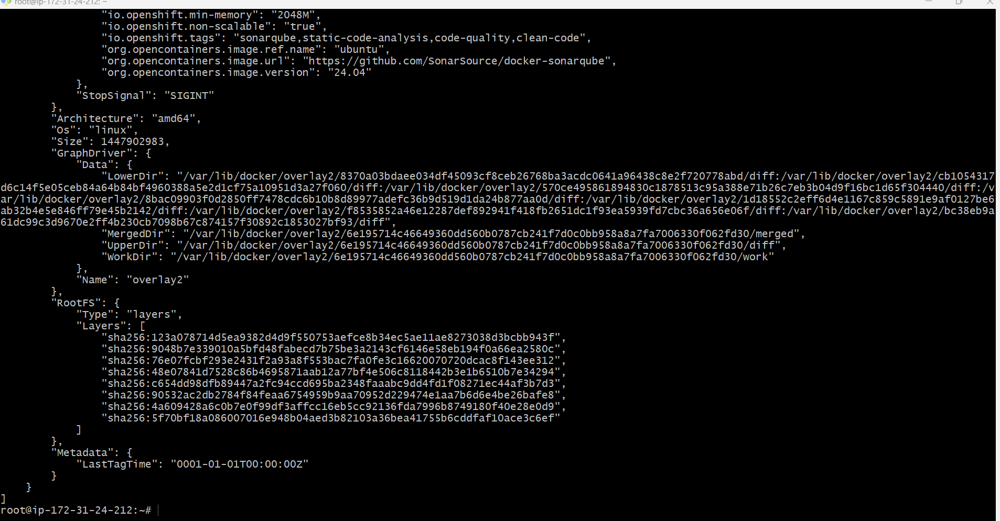 root@ip-172-31-24-212: ~
"io.openshift.min-memory": "2048M",
"io.openshift.non-scalable": "true",
"io.openshift.tags": "sonarqube,static-code-analysis,code-quality,clean-code",
"org.opencontainers.image.ref.name": "ubuntu",
"org.opencontainers.image.url": "https://github.com/SonarSource/docker-sonarqube",
"org.opencontainers.image.version": "24.04"
},
"StopSignal": "SIGINT"
},
"Architecture": "amd64",
"Os": "linux",
"Size": 1447902983,
"GraphDriver": {
"Data": {
"LowerDir": "/var/lib/docker/overlay2/8370a03bdaee034df45093cf8ceb26768ba3acdc0641a96438c8e2f720778abd/diff:/var/lib/docker/overlay2/cb1054317
d6c14f5e05ceb84a64b84bf4960388a5e2d1cf75a10951d3a27f060/diff:/var/lib/docker/overlay2/570ce495861894830c1878513c95a388e71b26c7eb3b04d9f16bc1d65f304440/diff:/v
ar/lib/docker/overlay2/8bac09903f0d2850ff7478cdc6b10b8d89977adefc36b9d519d1da24b877aa0d/diff:/var/lib/docker/overlay2/1d18552c2eff6d4e1167c859c5891e9af0127be6
ab32b4e5e846ff79e45b2142/diff:/var/lib/docker/overlay2/f8535852a46e12287def892941f418fb2651dc1f93ea5939fd7cbc36a656e06f/diff:/var/lib/docker/overlay2/bc38eb9a
61dc99c3d9670e2ff4b230cb7098b67c874157f30892c1853027bf93/diff",
"MergedDir": "/var/lib/docker/overlay2/6e195714c46649360dd560b0787cb241f7d0c0bb958a8a7fa7006330f062fd30/merged",
"UpperDir": "/var/lib/docker/overlay2/6e195714c46649360dd560b0787cb241f7d0c0bb958a8a7fa7006330f062fd30/diff",
"WorkDir": "/var/lib/docker/overlay2/6e195714c46649360dd560b0787cb241f7d0c0bb958a8a7fa7006330f062fd30/work"
},
"Name": "overlay2"
},
"RootFS": {
"Type": "layers",
"Layers": [
"sha256:123a078714d5ea9382d4d9f550753aefce8b34ec5ae11ae8273038d3bcbb943f",
"sha256:9048b7e339010a5bfd48fabecd7b75be3a2143cf6146e58eb194f0a66ea2580c",
"sha256:76e07fcbf293e2431f2a93a8f553bac7fa0fe3c16620070720dcac8f143ee312",
"sha256:48e07841d7528c86b4695871aab12a77bf4e506c8118442b3e1b6510b7e34294",
"sha256:c654dd98dfb89447a2fc94ccd695ba2348faaabc9dd4fd1f08271ec44af3b7d3",
"sha256:90532ac2db2784f84feaa6754959b9aa70952d229474e1aa7b6d6e4be26bafe8",
"sha256:4a609428a6c0b7e0f99df3affcc16eb5cc92136fda7996b8749180f40e28e0d9",
"sha256:5f70bf18a086007016e948b04aed3b82103a36bea41755b6cddfaf10ace3c6ef"
]
},
"Metadata": {
"LastTagTime": "0001-01-01T00:00:00Z"
}
}
]
root@ip-172-31-24-212:~#